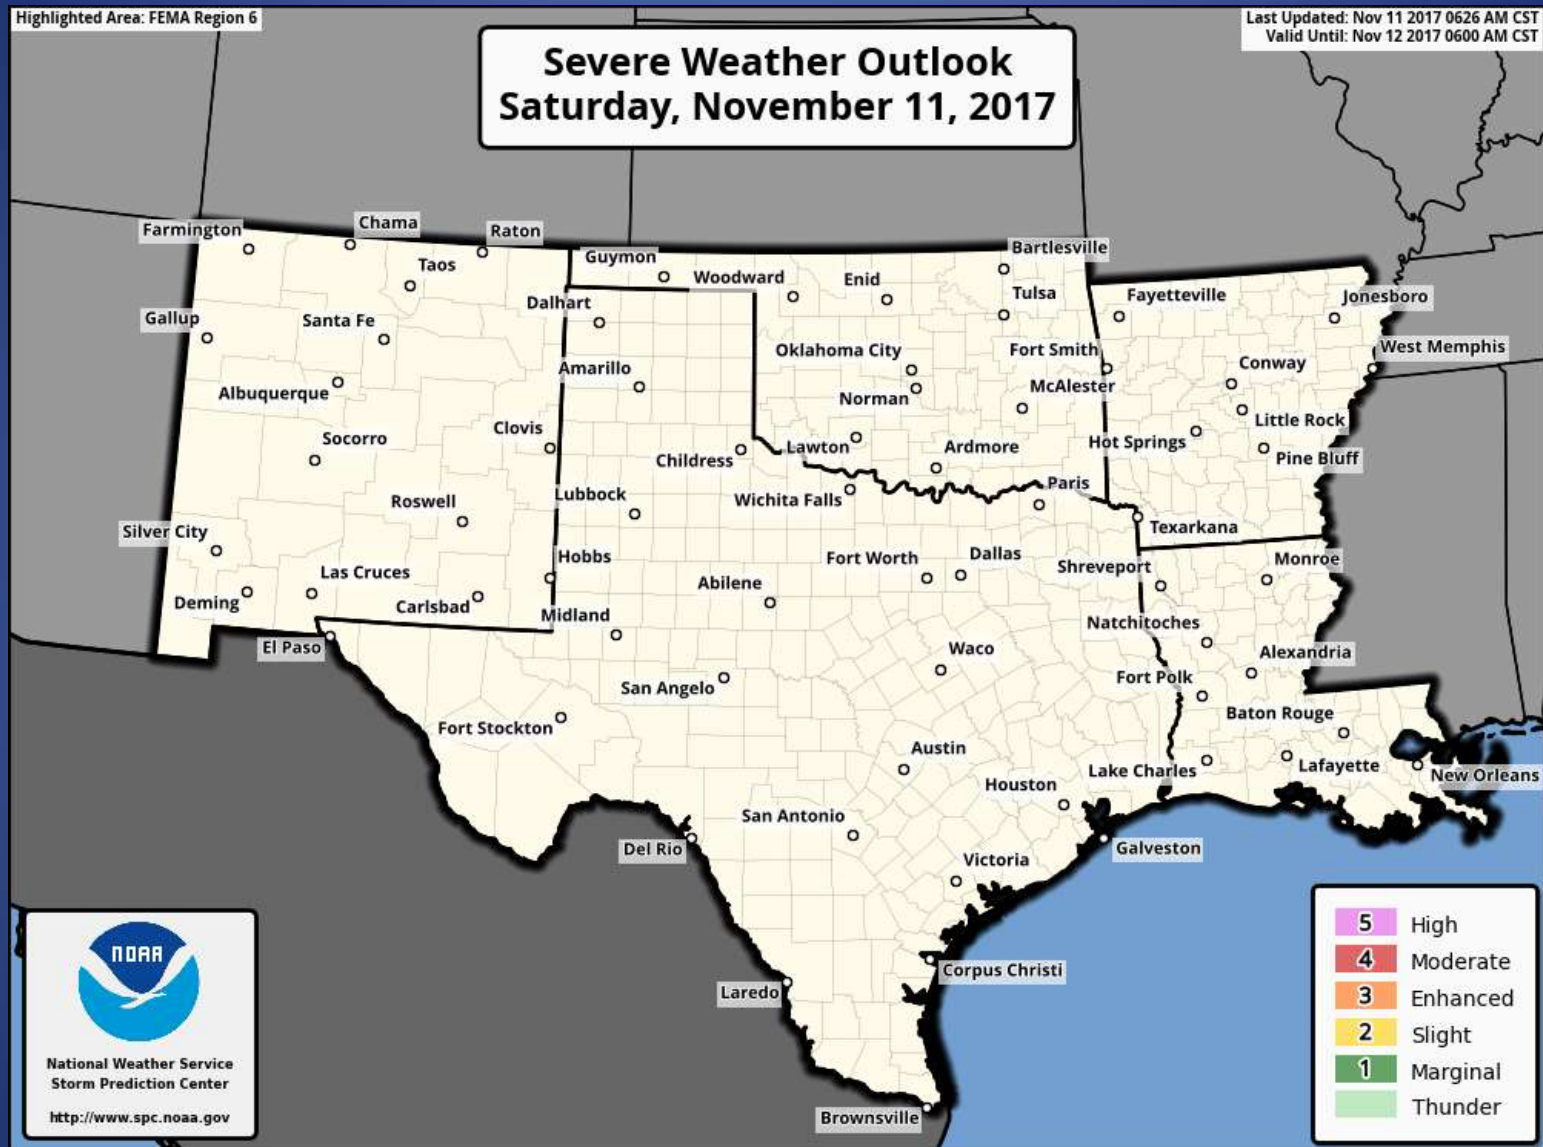 Highlighted Area: FEMA Region 6
Last Updated: Nov 11 2017 0626 AM CST
Valid Until: Nov 12 2017 0600 AM CST
Severe Weather Outlook
Saturday, November 11, 2017
Farmington
Chama
Raton
Taos
Guymon
Woodward
Enid
Bartlesville
Tulsa
Fayetteville
Jonesboro
Gallup
Santa Fe
Dalhart
Oklahoma City
Fort Smith
West Memphis
Albuquerque
Amarillo
Norman
McAlester
Conway
Little Rock
Socorro
Clovis
Childress
Lawton
Ardmore
Hot Springs
Pine Bluff
Roswell
Lubbock
Wichita Falls
Paris
Texarkana
Silver City
Las Cruces
Hobbs
Abilene
Fort Worth
Dallas
Shreveport
Monroe
Deming
Carlsbad
Midland
Natchitoches
El Paso
San Angelo
Waco
Fort Polk
Alexandria
Fort Stockton
Austin
Baton Rouge
Houston
Lake Charles
Lafayette
New Orleans
San Antonio
Del Rio
Victoria
Galveston
Laredo
Corpus Christi
Brownsville
NOAA
National Weather Service
Storm Prediction Center
http://www.spc.noaa.gov
5 High
4 Moderate
3 Enhanced
2 Slight
1 Marginal
Thunder